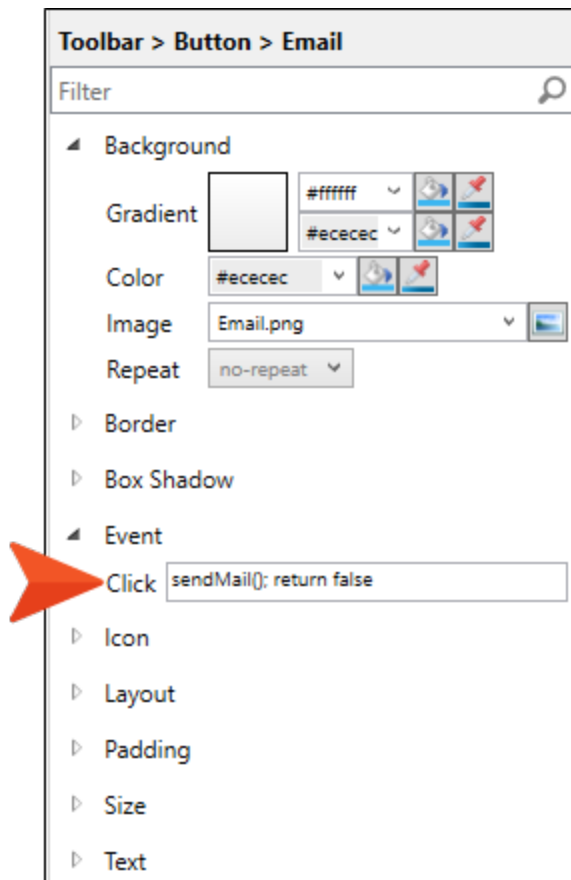 Toolbar > Button > Email
Filter
Background
Gradient
#ffffff
#ececec
Color
#ececec
Image
Email.png
Repeat
no-repeat
Border
Box Shadow
Event
Click
sendMail(); return false
Icon
Layout
Padding
Size
Text